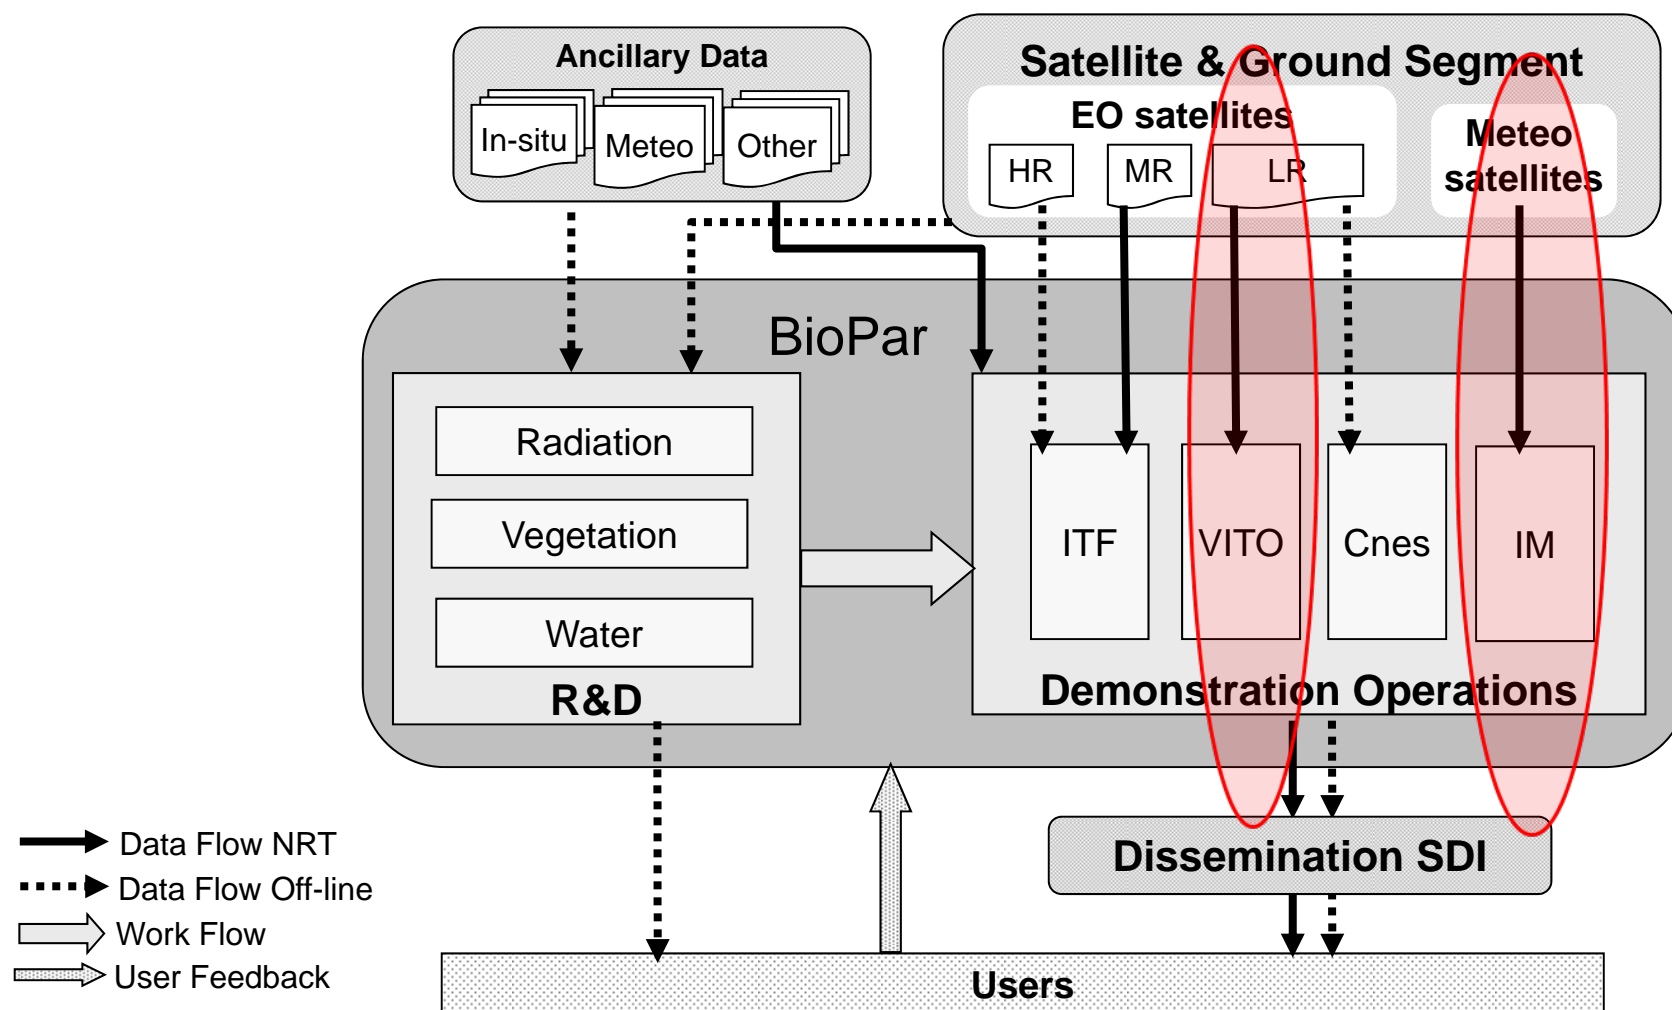 Ancillary Data
In-situ
Meteo
Other
Satellite & Ground Segment
EO satellites
HR
MR
LR
Meteo
satellites
BioPar
Radiation
Vegetation
Water
R&D
ITF
VITO
Cnes
IM
Demonstration Operations
Dissemination SDI
Users
Data Flow NRT
Data Flow Off-line
Work Flow
User Feedback